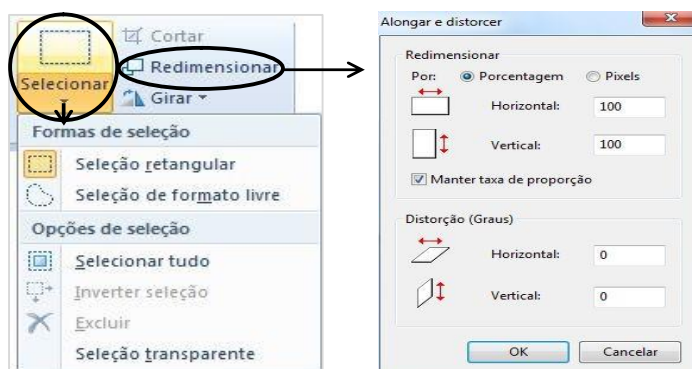 Selecionar
Cortar
Redimensionar
Girar
Formas de seleção
Seleção retangular
Seleção de formato livre
Opções de seleção
Selecionar tudo
Inverter seleção
Excluir
Seleção transparente
Alongar e distorcer
Redimensionar
Por: Porcentagem Pixels
Horizontal: 100
Vertical: 100
Manter taxa de proporção
Distorção (Graus)
Horizontal: 0
Vertical: 0
OK Cancelar